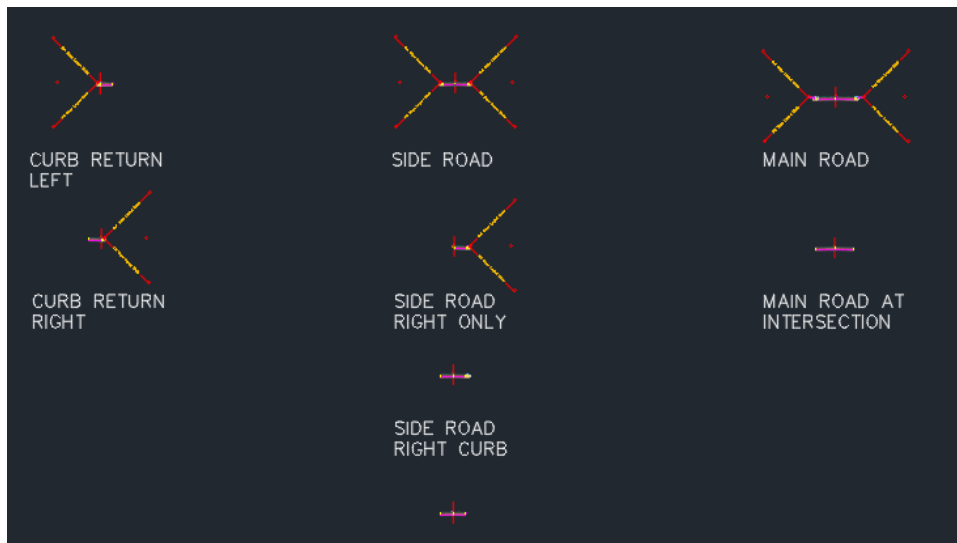 CURB RETURN
LEFT
SIDE ROAD
MAIN ROAD
CURB RETURN
RIGHT
SIDE ROAD
RIGHT ONLY
MAIN ROAD AT
INTERSECTION
SIDE ROAD
RIGHT CURB